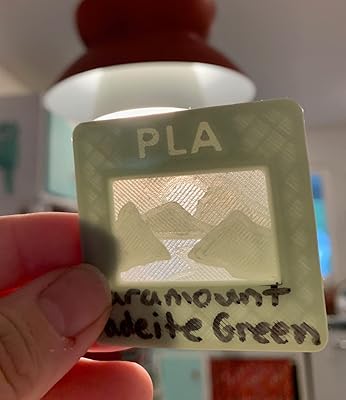 PLA
aramount
adeite Green